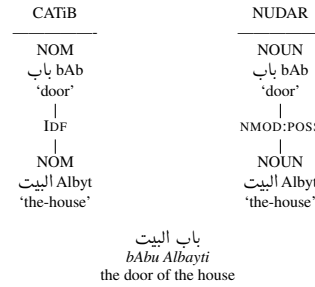 CATiB NUDAR
NOM NOUN
باب bAb باب bAb
‘door’ ‘door’
IDF NMOD:POSS
NOM NOUN
البيت Albyt البيت Albyt
‘the-house’ ‘the-house’
باب البيت
bAbu Albayti
the door of the house